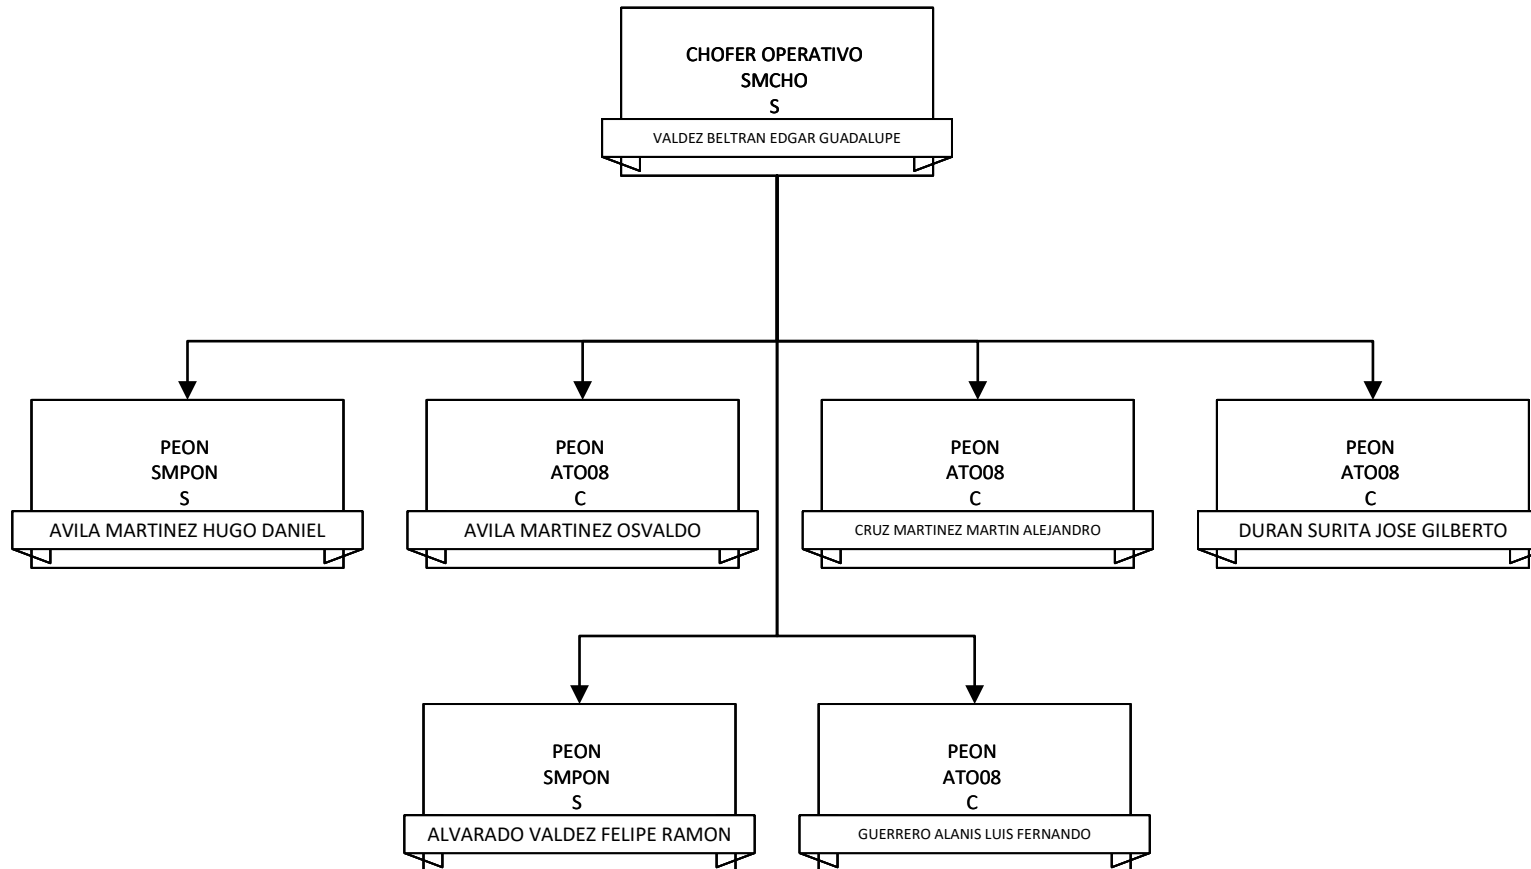 CHOFER OPERATIVO
SMCHO
S
VALDEZ BELTRAN EDGAR GUADALUPE
PEON
SMPON
S
AVILA MARTINEZ HUGO DANIEL
PEON
ATO08
C
AVILA MARTINEZ OSVALDO
PEON
ATO08
C
CRUZ MARTINEZ MARTIN ALEJANDRO
PEON
ATO08
C
DURAN SURITA JOSE GILBERTO
PEON
SMPON
S
ALVARADO VALDEZ FELIPE RAMON
PEON
ATO08
C
GUERRERO ALANIS LUIS FERNANDO